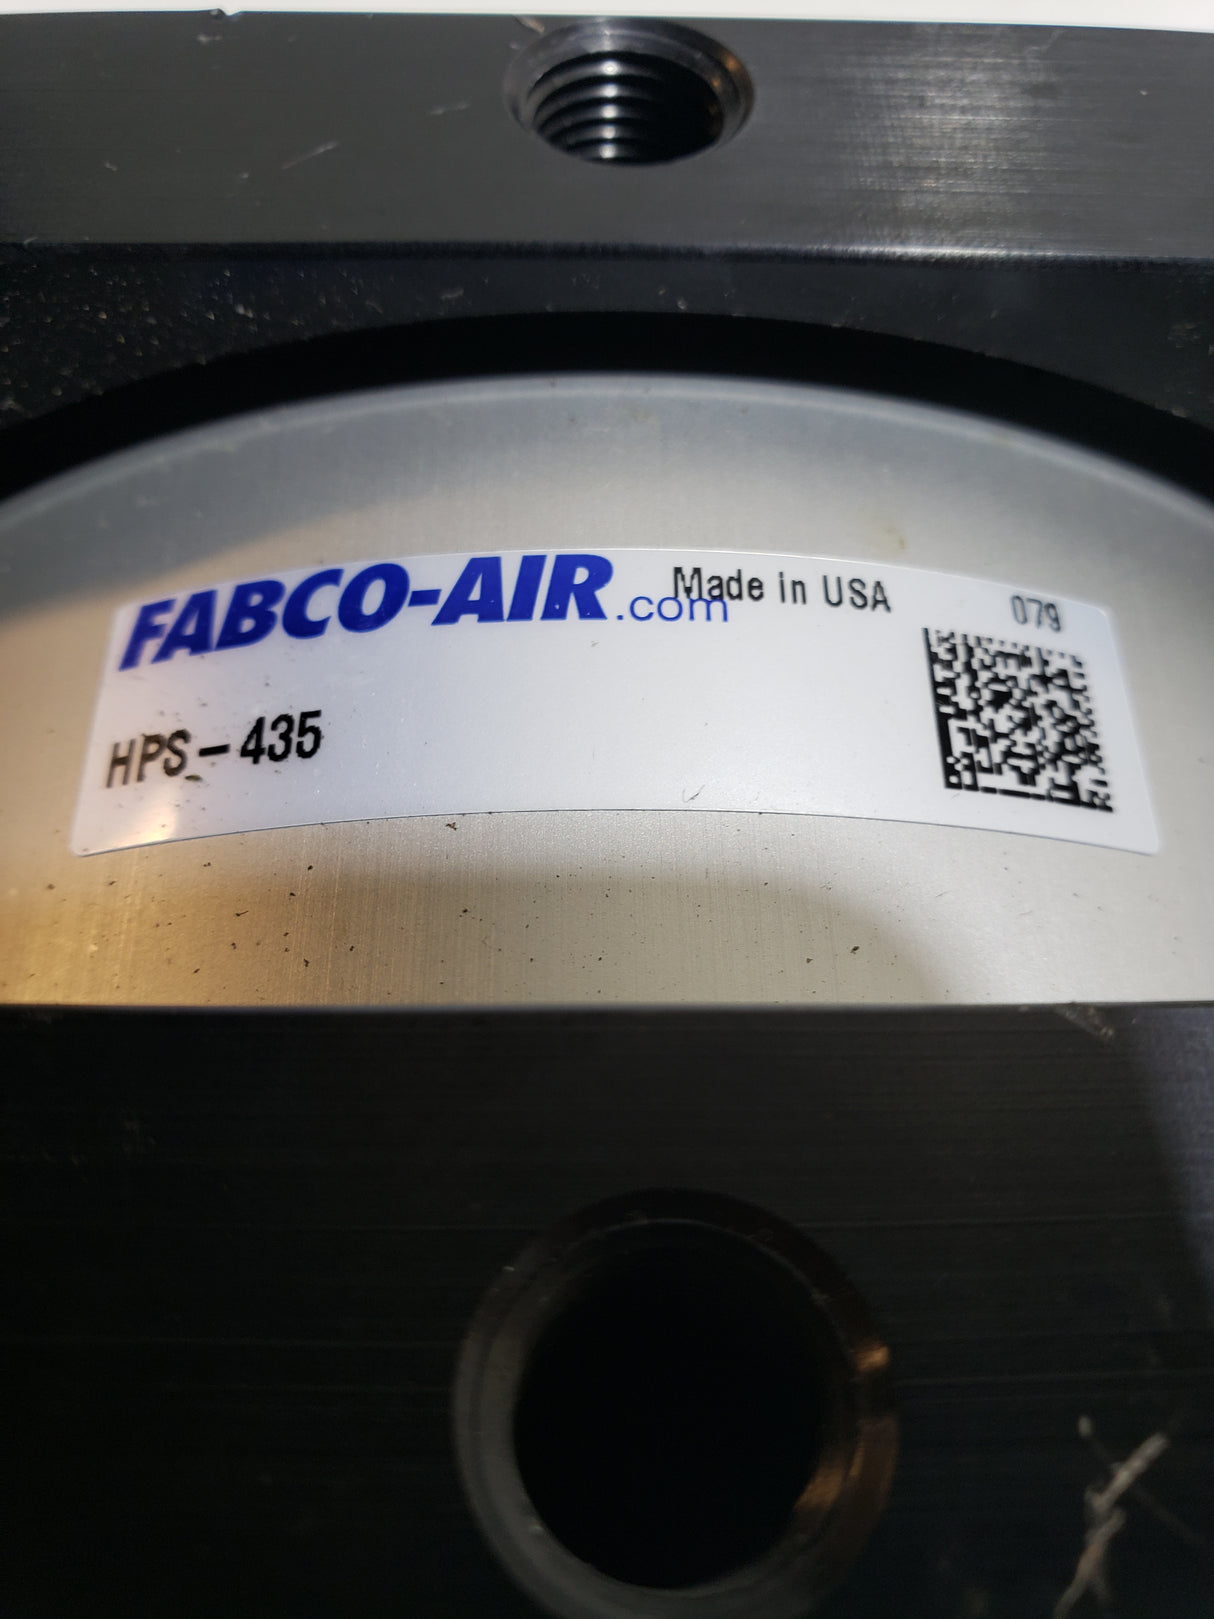 FABCO-AIR.com Made in USA 079
HPS-435